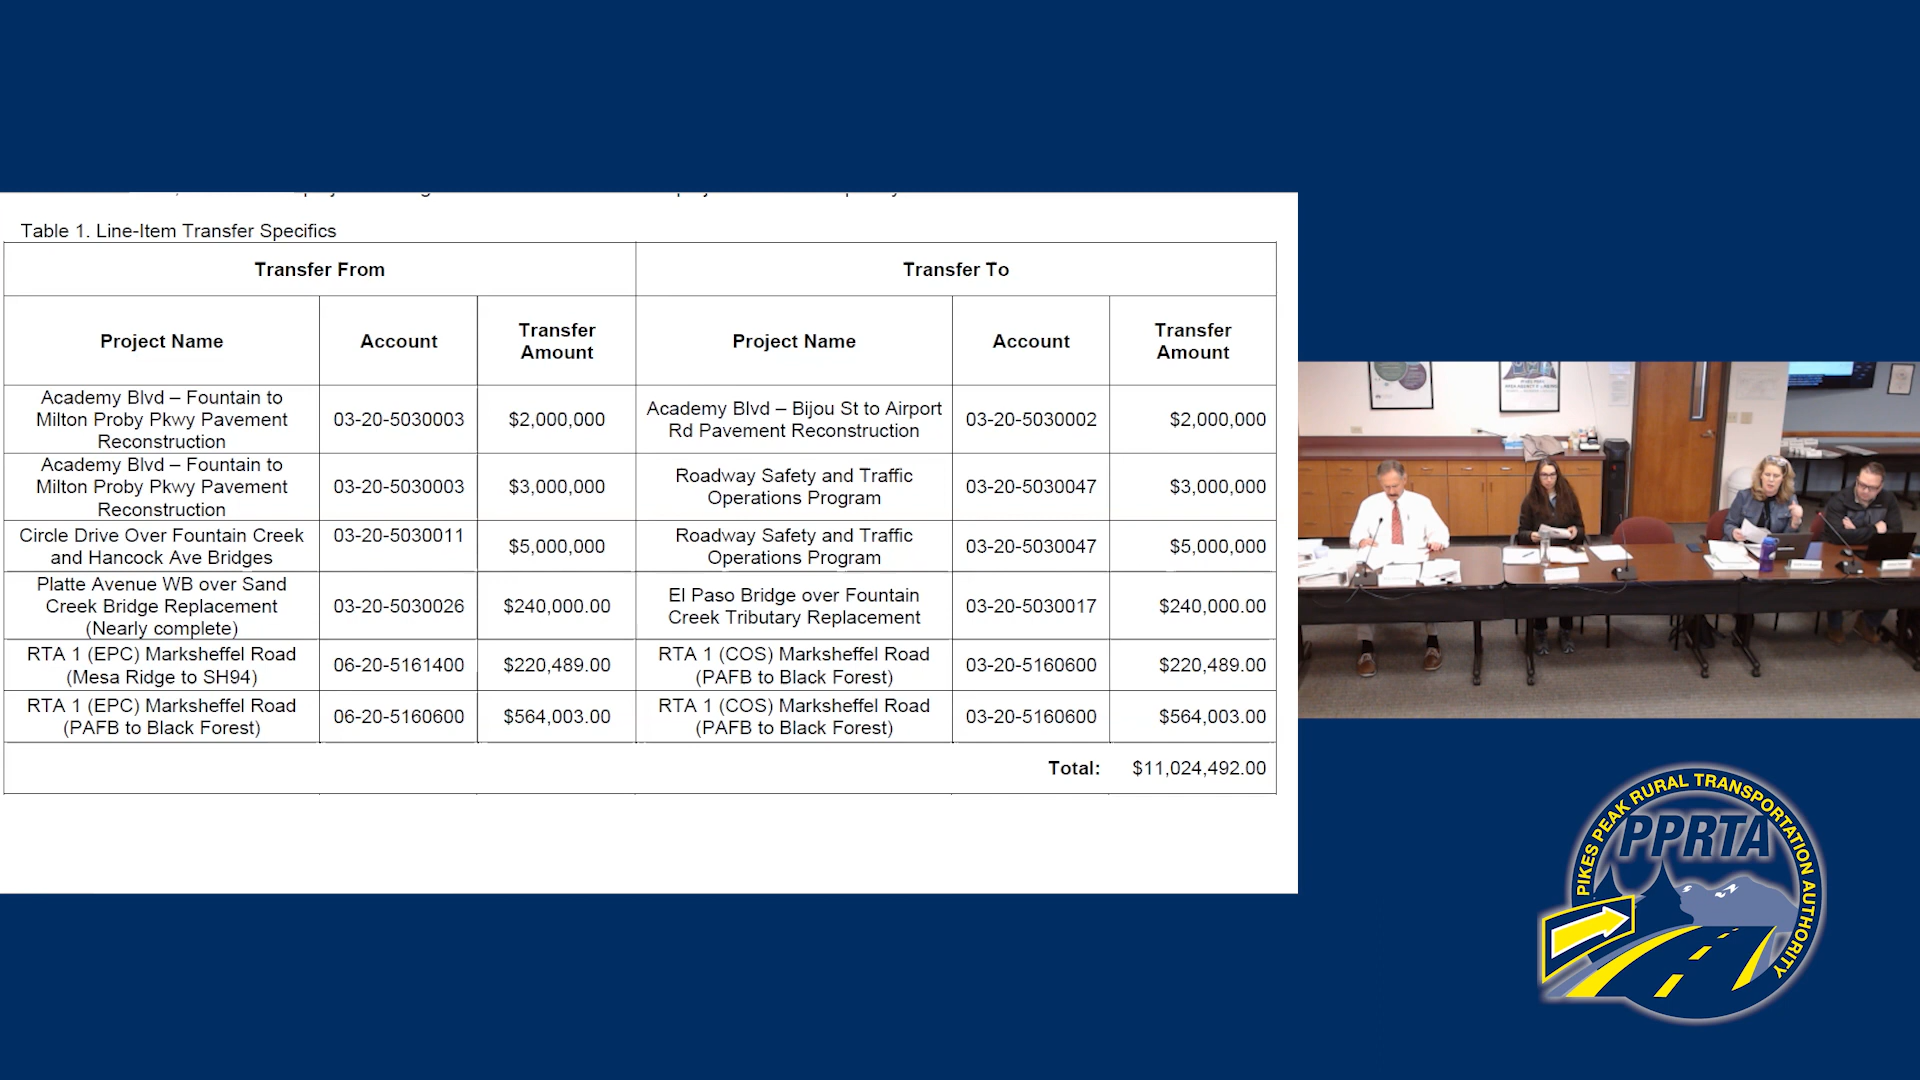 Table 1. Line-Item Transfer Specifics
Transfer From
Transfer To
Project Name
Account
Transfer
Amount
Project Name
Account
Transfer
Amount
Academy Blvd – Fountain to
Milton Proby Pkwy Pavement
Reconstruction
03-20-5030003
$2,000,000
Academy Blvd – Bijou St to Airport
Rd Pavement Reconstruction
03-20-5030002
$2,000,000
Academy Blvd – Fountain to
Milton Proby Pkwy Pavement
Reconstruction
03-20-5030003
$3,000,000
Roadway Safety and Traffic
Operations Program
03-20-5030047
$3,000,000
Circle Drive Over Fountain Creek
and Hancock Ave Bridges
03-20-5030011
$5,000,000
Roadway Safety and Traffic
Operations Program
03-20-5030047
$5,000,000
Platte Avenue WB over Sand
Creek Bridge Replacement
(Nearly complete)
03-20-5030026
$240,000.00
El Paso Bridge over Fountain
Creek Tributary Replacement
03-20-5030017
$240,000.00
RTA 1 (EPC) Marksheffel Road
(Mesa Ridge to SH94)
06-20-5161400
$220,489.00
RTA 1 (COS) Marksheffel Road
(PAFB to Black Forest)
03-20-5160600
$220,489.00
RTA 1 (EPC) Marksheffel Road
(PAFB to Black Forest)
06-20-5160600
$564,003.00
RTA 1 (COS) Marksheffel Road
(PAFB to Black Forest)
03-20-5160600
$564,003.00
Total: $11,024,492.00
PIKES PEAK RURAL TRANSPORTATION AUTHORITY
PPRTA